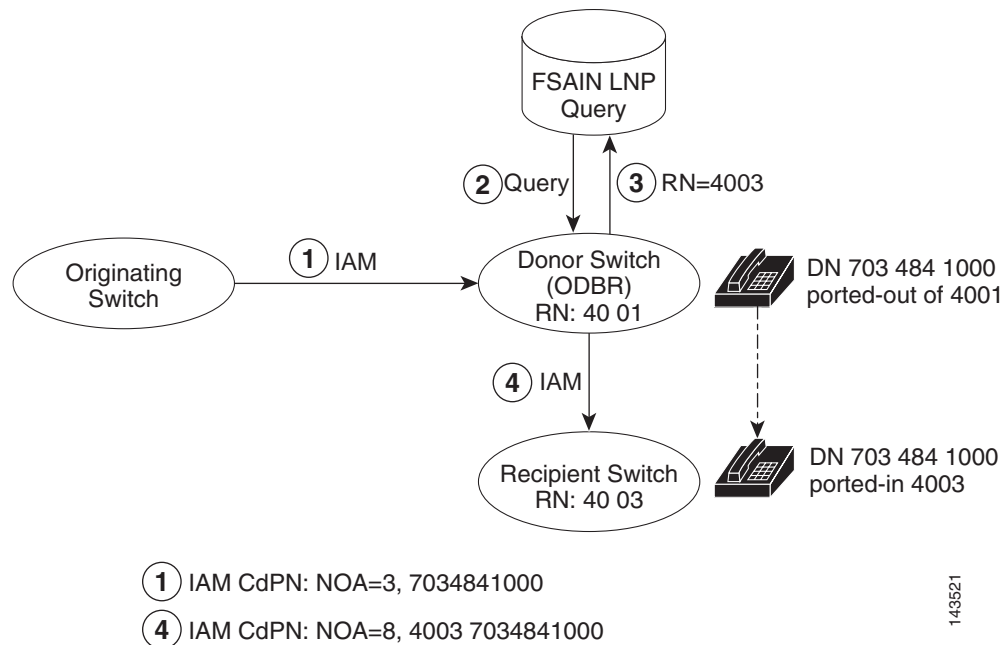 FSAIN LNP
Query
2 Query
3 RN=4003
1 IAM
Originating
Switch
Donor Switch
(ODBR)
RN: 40 01
DN 703 484 1000
ported-out of 4001
4 IAM
Recipient Switch
RN: 40 03
DN 703 484 1000
ported-in 4003
1 IAM CdPN: NOA=3, 7034841000
4 IAM CdPN: NOA=8, 4003 7034841000
143521